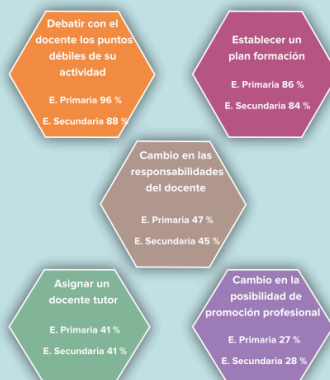 Debatir con el
docente los puntos
débiles de su
actividad
E. Primaria 96 %
E. Secundaria 88 %
Establecer un
plan formación
E. Primaria 86 %
E. Secundaria 84 %
Cambio en las
responsabilidades
del docente
E. Primaria 47 %
E. Secundaria 45 %
Asignar un
docente tutor
E. Primaria 41 %
E. Secundaria 41 %
Cambio en la
posibilidad de
promoción profesional
E. Primaria 27 %
E. Secundaria 28 %